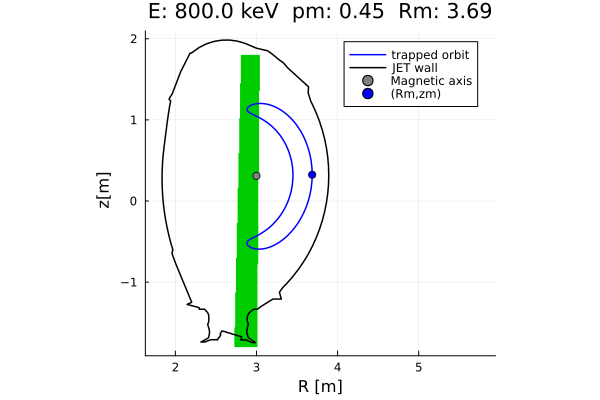 E: 800.0 keV  pm: 0.45  Rm: 3.69
trapped orbit
JET wall
Magnetic axis
(Rm,zm)
2
1
0
−1
z[m]
2 3 4 5
R [m]